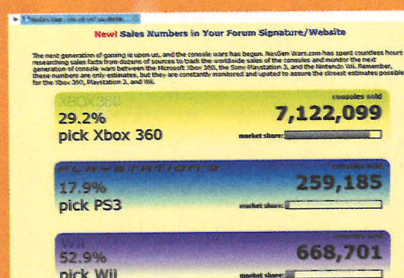 New! Sales Numbers in Your Forum Signature/Website
The next generation of gaming is upon us, and the console wars has begun. NexGen Wars.com has spent countless hours
researching sales facts from dozens of sources to track the worldwide sales of the consoles and monitor the next
generation of console wars between the Microsoft Xbox 360, the Sony Playstation 3, and the Nintendo Wii. Remember,
these numbers are only estimates, but they are constantly monitored and upated to assure the closest estimates possible
for the Xbox 360, Playstation 3, and Wii.
XBOX 360
consoles sold
29.2%
7,122,099
pick Xbox 360
market share:
PLAYSTATION 3
consoles sold
17.9%
259,185
pick PS3
market share:
Wii
consoles sold
52.9%
668,701
pick Wii
market share: